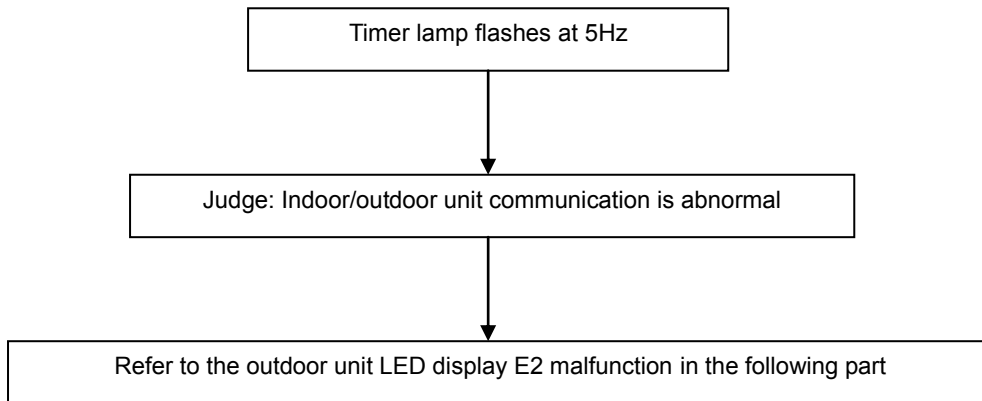 Timer lamp flashes at 5Hz
Judge: Indoor/outdoor unit communication is abnormal
Refer to the outdoor unit LED display E2 malfunction in the following part